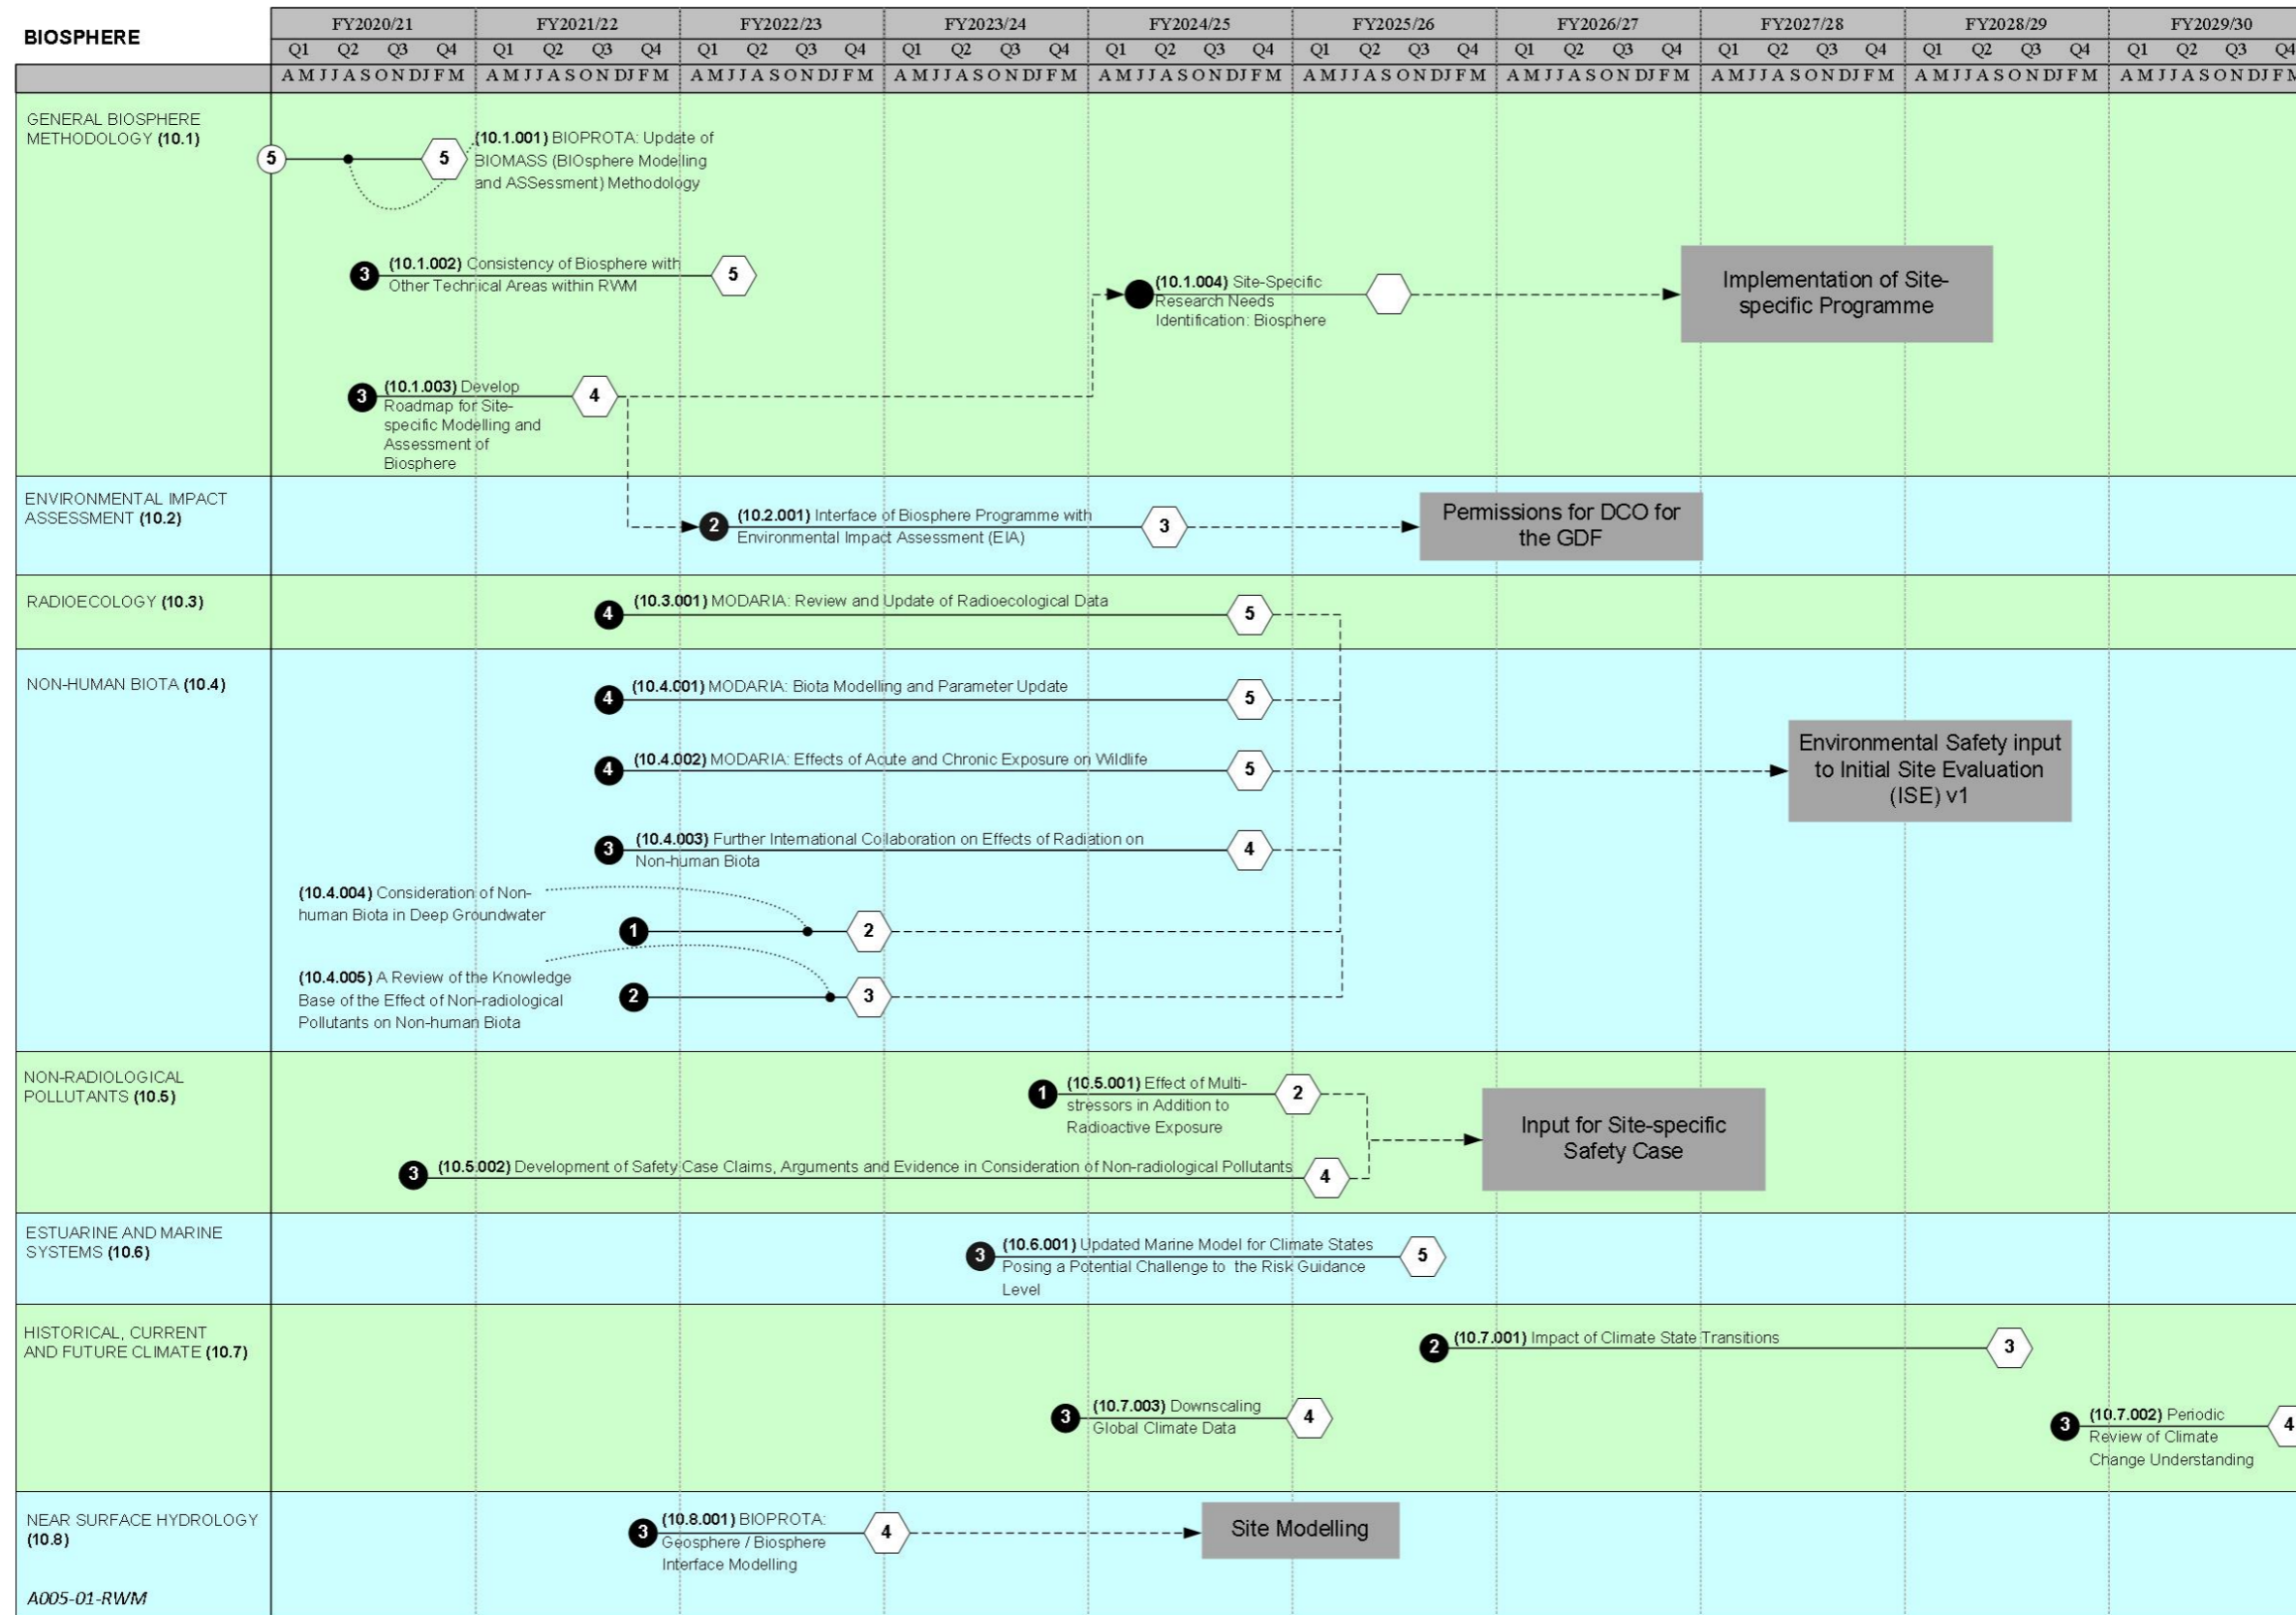 BIOSPHERE
FY2020/21 FY2021/22 FY2022/23 FY2023/24 FY2024/25 FY2025/26 FY2026/27 FY2027/28 FY2028/29 FY2029/30
Q1 Q2 Q3 Q4 Q1 Q2 Q3 Q4 Q1 Q2 Q3 Q4 Q1 Q2 Q3 Q4 Q1 Q2 Q3 Q4 Q1 Q2 Q3 Q4 Q1 Q2 Q3 Q4 Q1 Q2 Q3 Q4 Q1 Q2 Q3 Q4 Q1 Q2 Q3 Q4
A M J J A S O N D J F M A M J J A S O N D J F M A M J J A S O N D J F M A M J J A S O N D J F M A M J J A S O N D J F M A M J J A S O N D J F M A M J J A S O N D J F M A M J J A S O N D J F M A M J J A S O N D J F M A M J J A S O N D J F M
GENERAL BIOSPHERE
METHODOLOGY (10.1)
5
5
(10.1.001) BIOPROTA: Update of
BIOMASS (BIOsphere Modelling
and ASSessment) Methodology
3
(10.1.002) Consistency of Biosphere with
Other Technical Areas within RWM
5
(10.1.004) Site-Specific
Research Needs
Identification: Biosphere
Implementation of Site-
specific Programme
3
(10.1.003) Develop
Roadmap for Site-
specific Modelling and
Assessment of
Biosphere
4
ENVIRONMENTAL IMPACT
ASSESSMENT (10.2)
2
(10.2.001) Interface of Biosphere Programme with
Environmental Impact Assessment (EIA)
3
Permissions for DCO for
the GDF
RADIOECOLOGY (10.3)
4
(10.3.001) MODARIA: Review and Update of Radioecological Data
5
NON-HUMAN BIOTA (10.4)
4
(10.4.001) MODARIA: Biota Modelling and Parameter Update
5
4
(10.4.002) MODARIA: Effects of Acute and Chronic Exposure on Wildlife
5
Environmental Safety input
to Initial Site Evaluation
(ISE) v1
3
(10.4.003) Further International Collaboration on Effects of Radiation on
Non-human Biota
4
(10.4.004) Consideration of Non-
human Biota in Deep Groundwater
1
2
(10.4.005) A Review of the Knowledge
Base of the Effect of Non-radiological
Pollutants on Non-human Biota
2
3
NON-RADIOLOGICAL
POLLUTANTS (10.5)
1
(10.5.001) Effect of Multi-
stressors in Addition to
Radioactive Exposure
2
Input for Site-specific
Safety Case
3
(10.5.002) Development of Safety Case Claims, Arguments and Evidence in Consideration of Non-radiological Pollutants
4
ESTUARINE AND MARINE
SYSTEMS (10.6)
3
(10.6.001) Updated Marine Model for Climate States
Posing a Potential Challenge to the Risk Guidance
Level
5
HISTORICAL, CURRENT
AND FUTURE CLIMATE (10.7)
2
(10.7.001) Impact of Climate State Transitions
3
3
(10.7.003) Downscaling
Global Climate Data
4
3
(10.7.002) Periodic
Review of Climate
Change Understanding
4
NEAR SURFACE HYDROLOGY
(10.8)
3
(10.8.001) BIOPROTA:
Geosphere / Biosphere
Interface Modelling
4
Site Modelling
A005-01-RWM